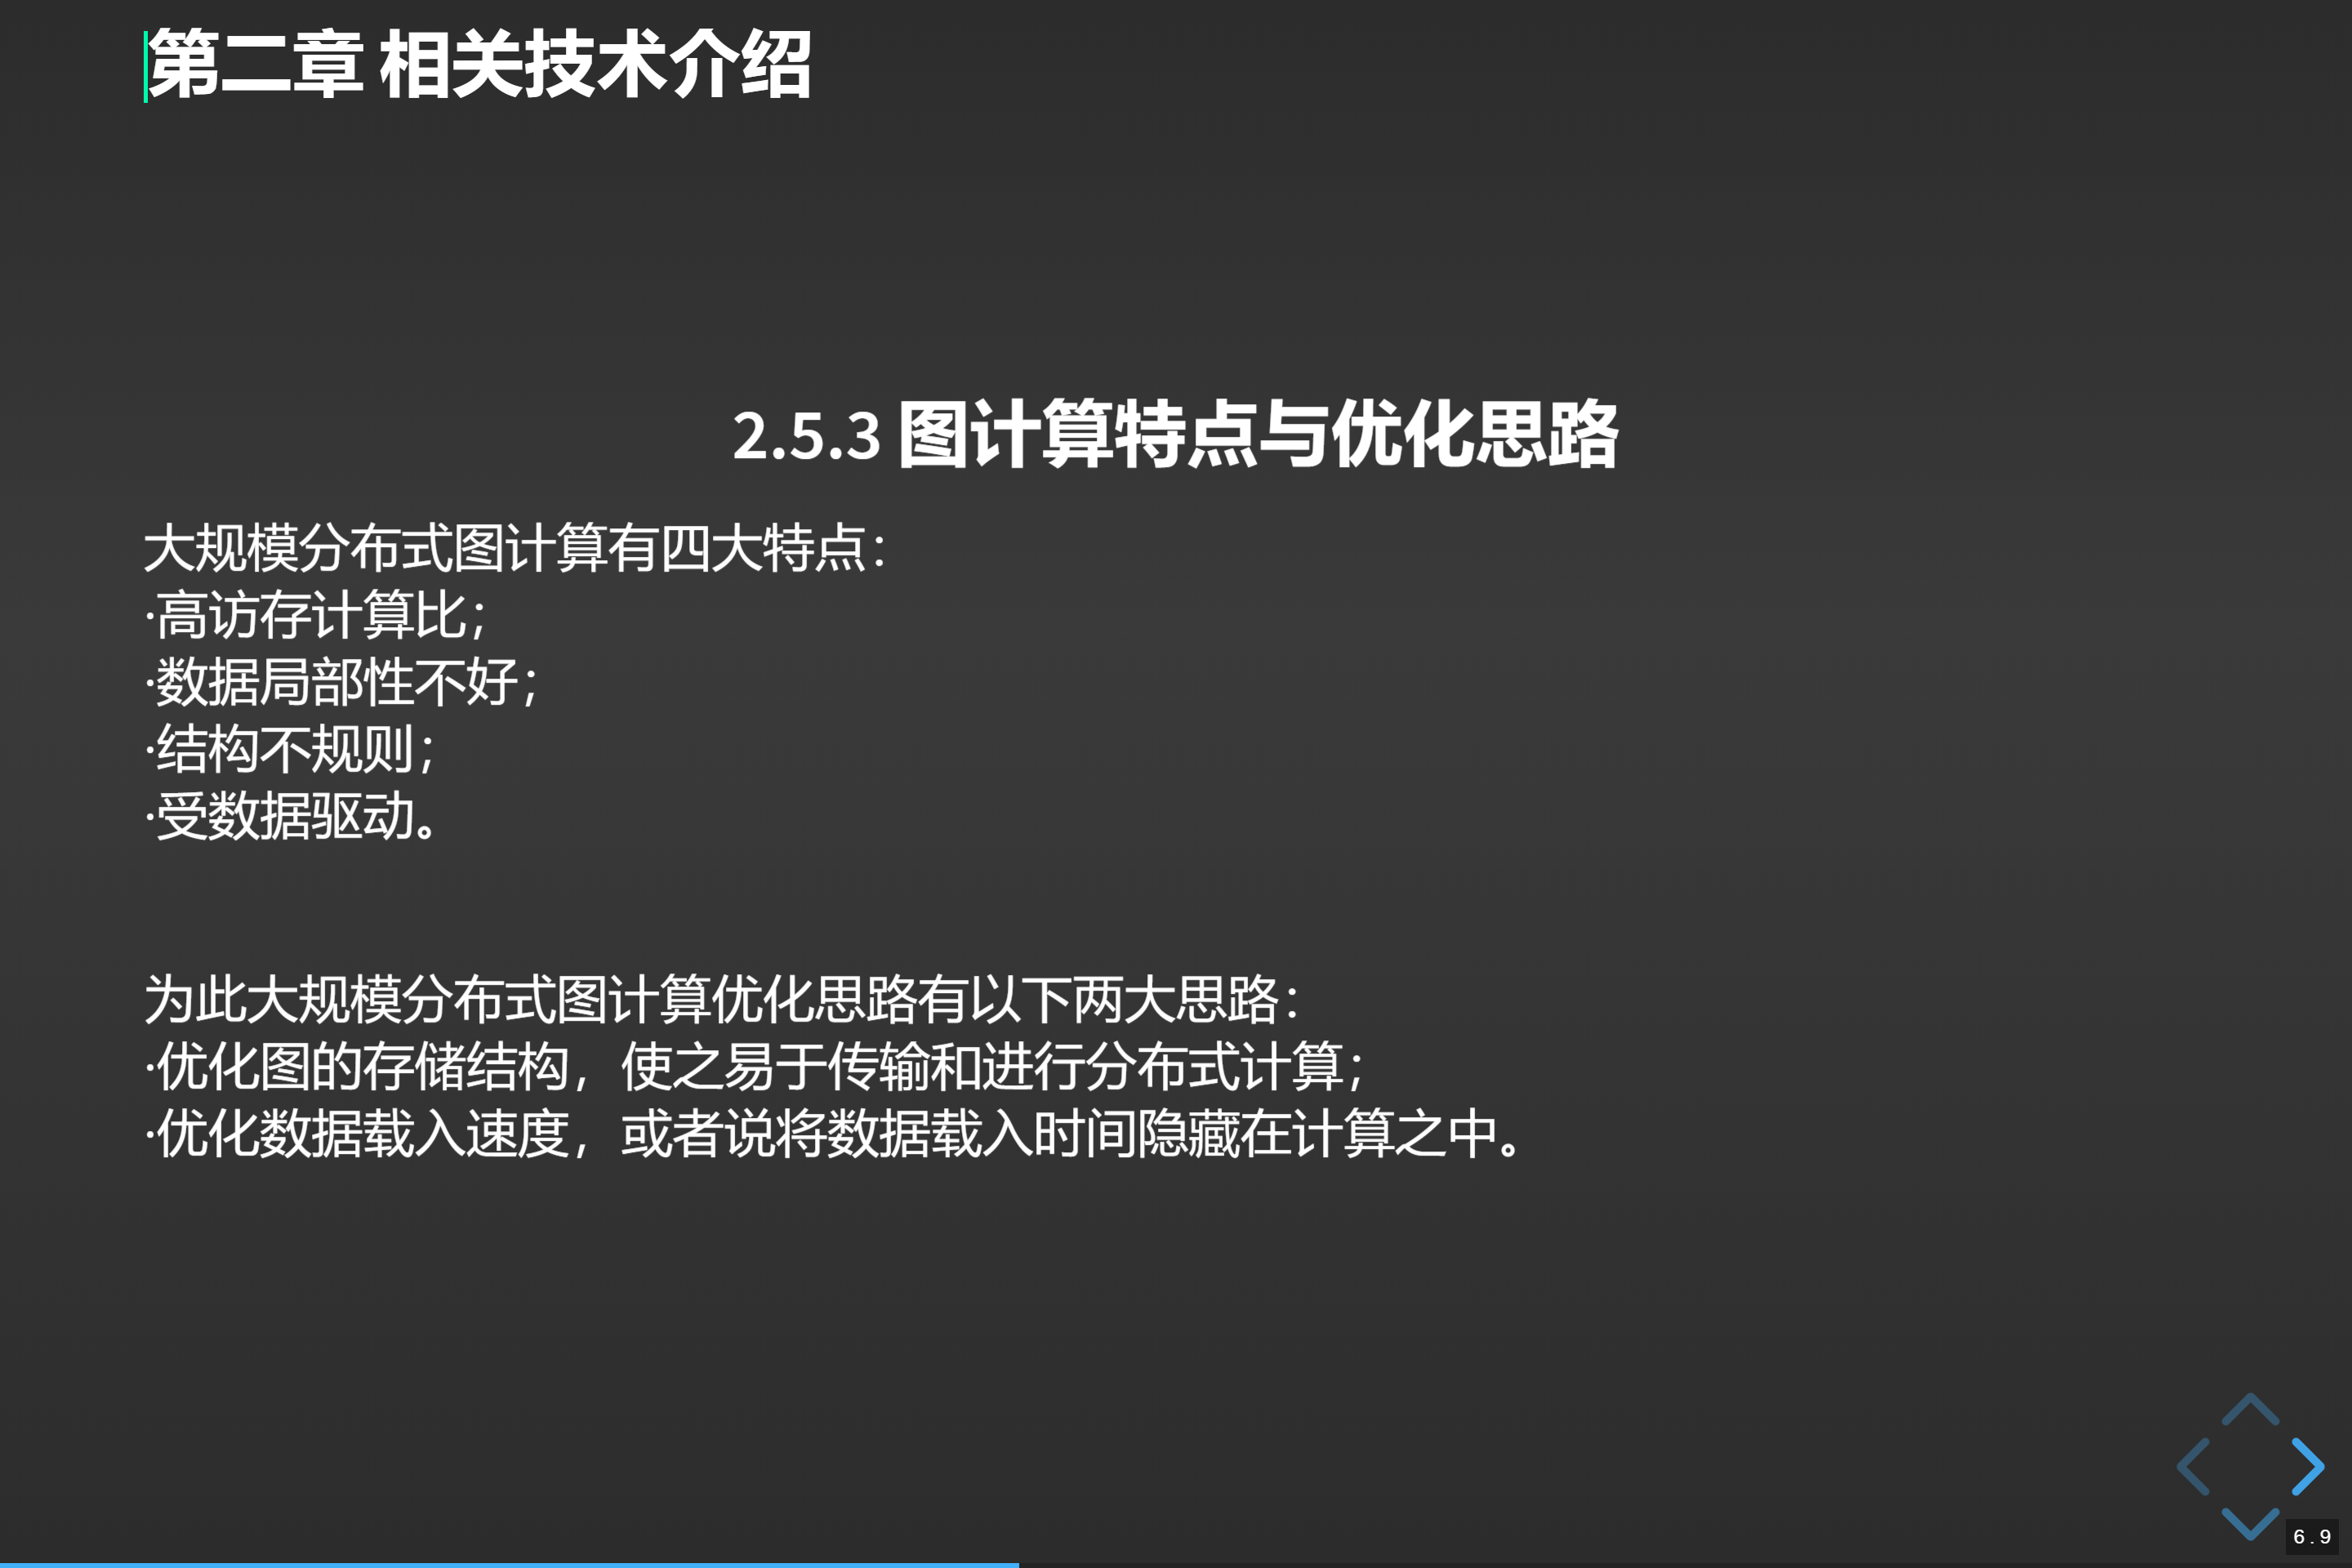 第二章 相关技术介绍
2.5.3 图计算特点与优化思路
大规模分布式图计算有四大特点：
·高访存计算比；
·数据局部性不好；
·结构不规则；
·受数据驱动。
为此大规模分布式图计算优化思路有以下两大思路：
·优化图的存储结构，使之易于传输和进行分布式计算；
·优化数据载入速度，或者说将数据载入时间隐藏在计算之中。
6.9